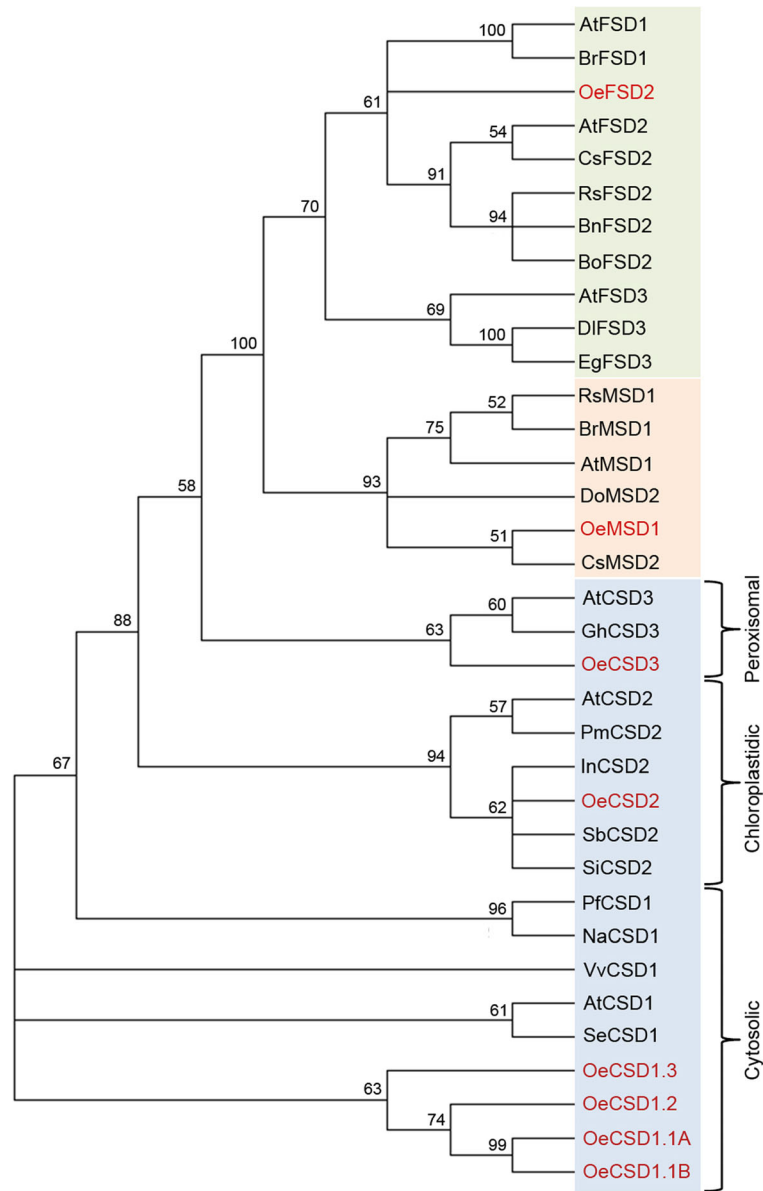 100
AtFSD1
BrFSD1
61
OeFSD2
54
AtFSD2
CsFSD2
91
94
RsFSD2
BnFSD2
BoFSD2
70
69
AtFSD3
100
DlFSD3
EgFSD3
100
52
RsMSD1
BrMSD1
75
AtMSD1
93
DoMSD2
51
OeMSD1
CsMSD2
58
60
AtCSD3
GhCSD3
63
OeCSD3
Peroxisomal
88
57
AtCSD2
PmCSD2
94
62
InCSD2
OeCSD2
SbCSD2
SiCSD2
Chloroplastidic
67
96
PfCSD1
NaCSD1
VvCSD1
61
AtCSD1
SeCSD1
63
OeCSD1.3
74
OeCSD1.2
99
OeCSD1.1A
OeCSD1.1B
Cytosolic